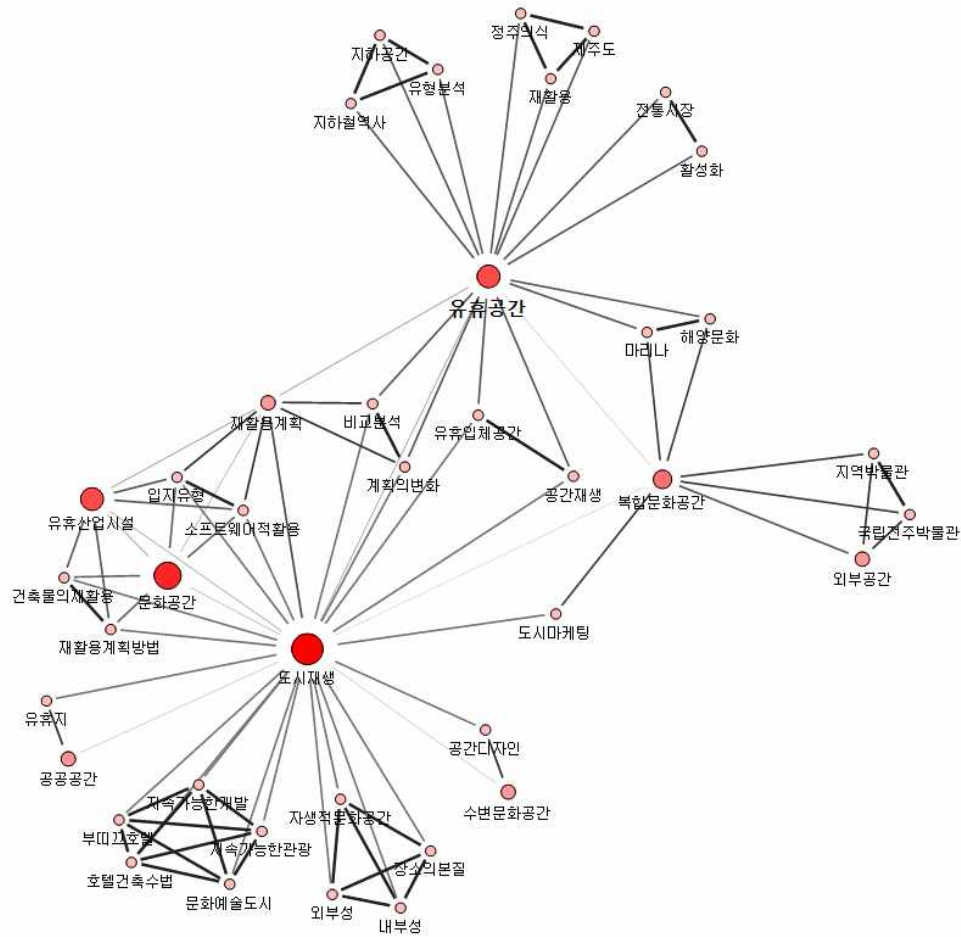 정주의식
제주도
지하공간
유형분석
재활용
지하철역사
전통시장
활성화
유휴공간
해양문화
마리나
재활용계획
비교분석
유휴입체공간
지역박물관
계획의변화
공간재생
입지유형
복합문화공간
유휴산업시설
소프트웨어적활용
국립전주박물관
외부공간
건축물의재활용
문화공간
재활용계획방법
도시마케팅
도시재생
유휴지
공간디자인
공공공간
지속가능한개발
자생적문화공간
수변문화공간
부띠끄호텔
지속가능한관광
장소의본질
호텔건축수법
문화예술도시
외부성
내부성